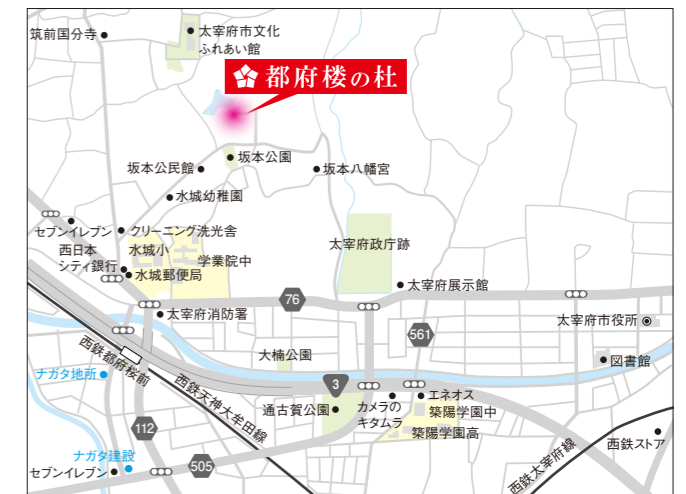 筑前国分寺
太宰府市文化
ふれあい館
都府楼の杜
坂本公園
坂本公民館
坂本八幡宮
水城幼稚園
セブンイレブン
クリーニング洗光舎
西日本
シティ銀行
水城小
学業院中
水城郵便局
太宰府政庁跡
太宰府展示館
76
太宰府消防署
561
太宰府市役所
西鉄都府楼前
大楠公園
図書館
ナガタ地所
西鉄天神大牟田線
3
エネオス
通古賀公園
カメラの
キタムラ
築陽学園中
築陽学園高
112
西鉄ストア
ナガタ建設
セブンイレブン
505
西鉄太宰府線